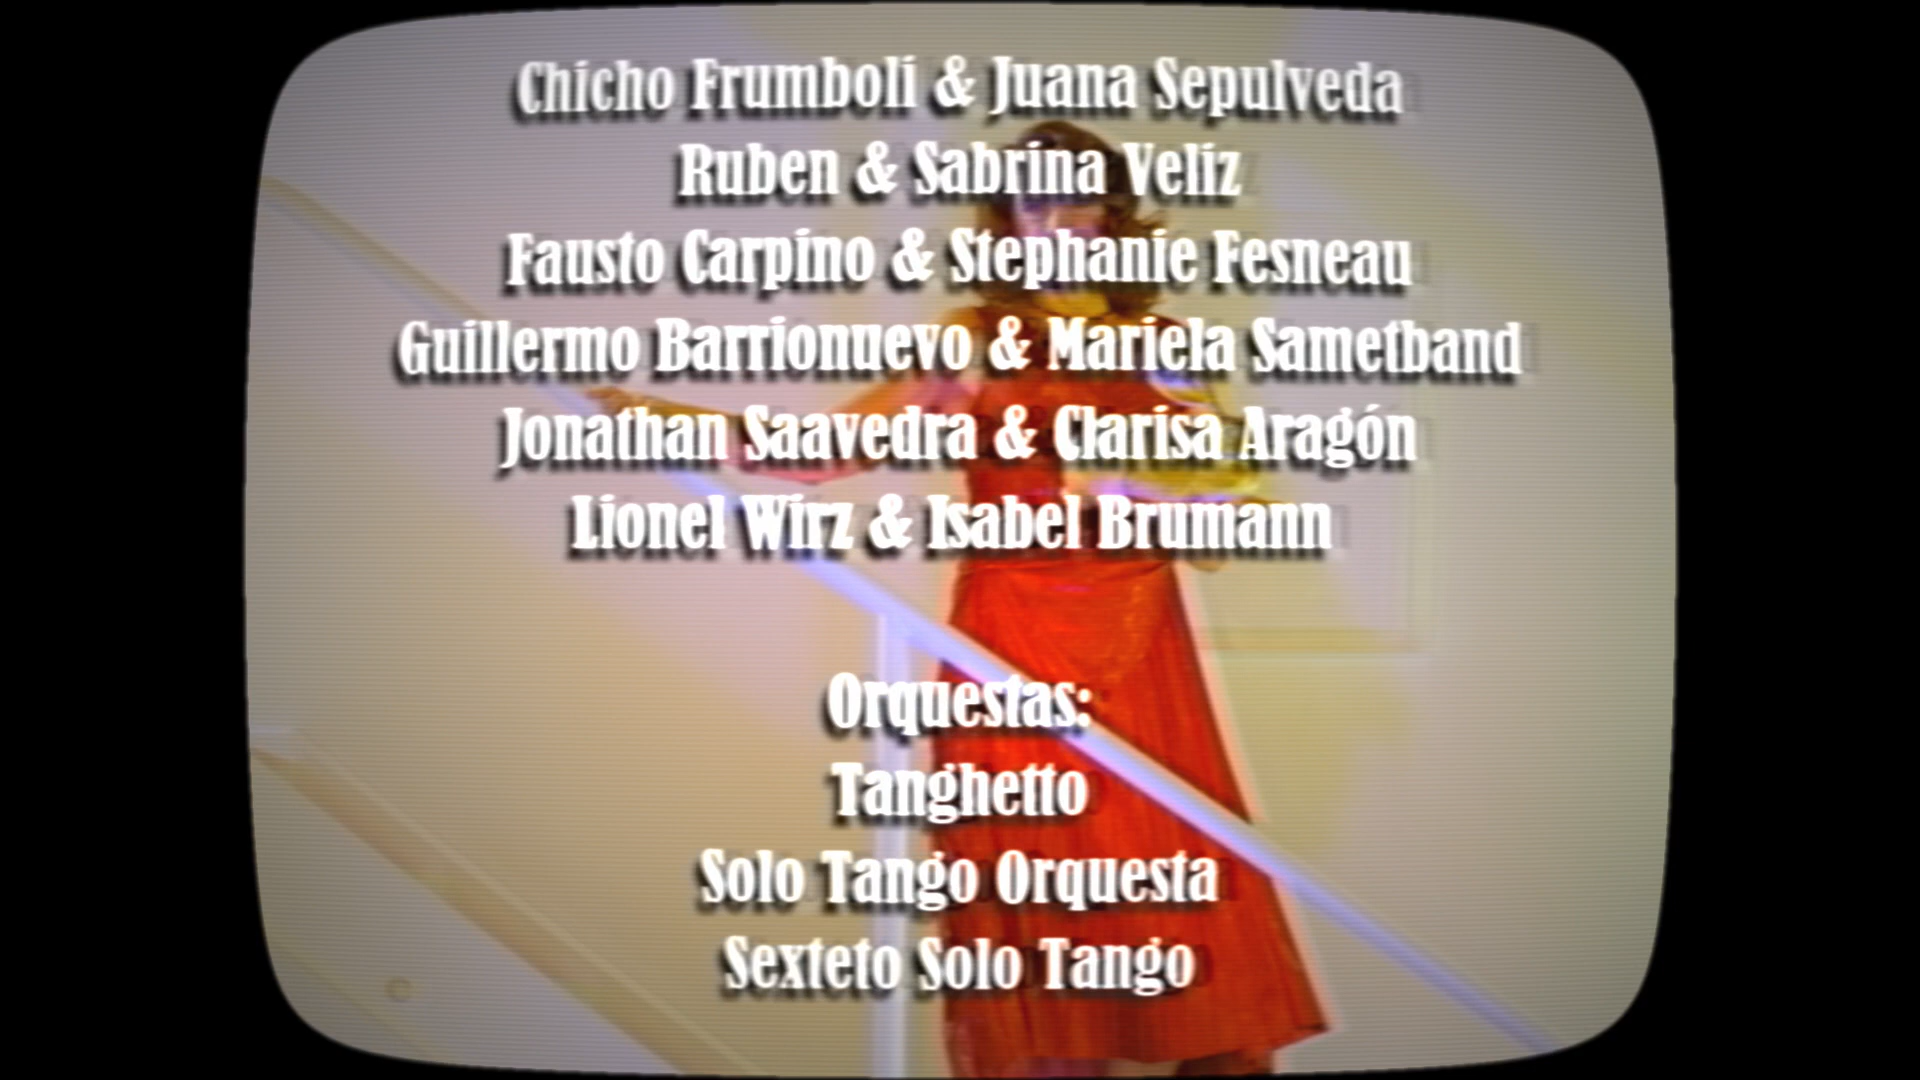 Chicho Frumboli & Juana Sepulveda
Ruben & Sabrina Veliz
Fausto Carpino & Stephanie Fesneau
Guillermo Barrionuevo & Mariela Sametband
Jonathan Saavedra & Clarisa Aragón
Lionel Wirz & Isabel Brumann
Orquestas:
Tanghetto
Solo Tango Orquesta
Sexteto Solo Tango